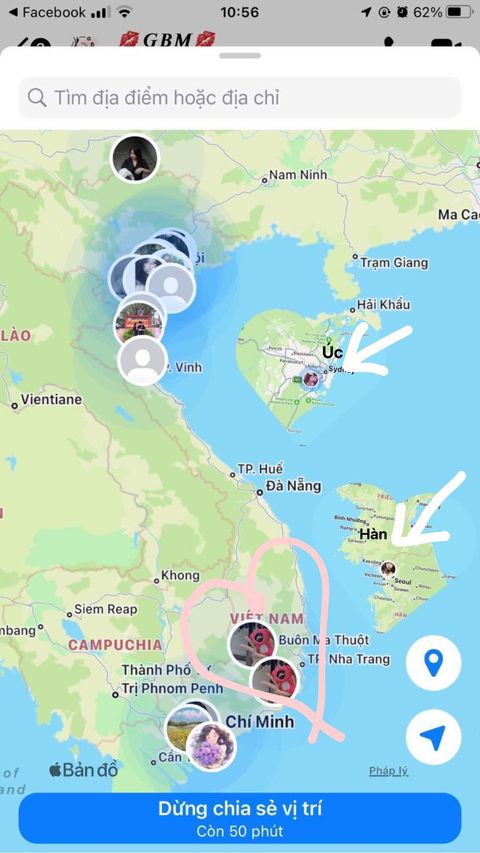 Facebook
10:56
62%
GBM
Tìm địa điểm hoặc địa chỉ
Nam Ninh
Ma Cao
Trạm Giang
Hải Khẩu
LÀO
P. Vinh
Vientiane
Úc
Sydney
TP. Huế
Đà Nẵng
Hàn
Seoul
Incheon
Khong
Siem Reap
VIỆT NAM
CAMPUCHIA
Buôn Ma Thuột
TP. Nha Trang
Thành Phố
Trị Phnom Penh
Chí Minh
Cần
Bản đồ
Pháp lý
Dừng chia sẻ vị trí
Còn 50 phút